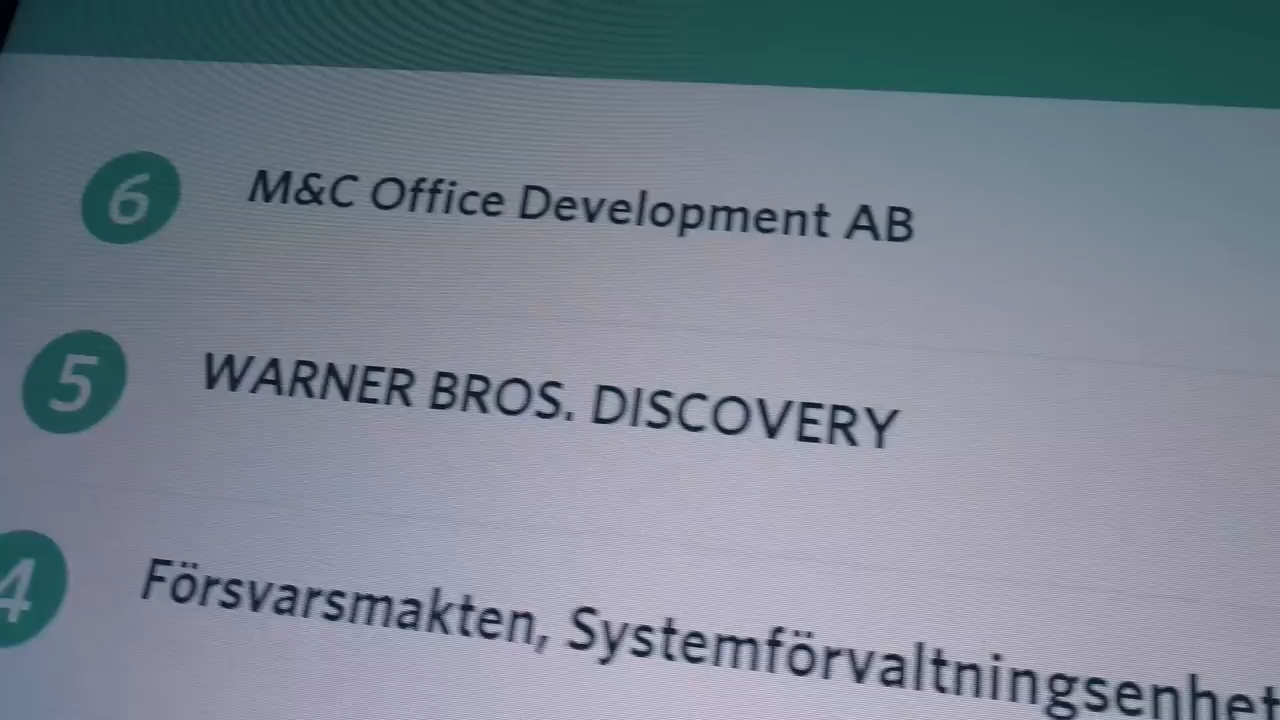 6 M&C Office Development AB
5 WARNER BROS. DISCOVERY
4 Försvarsmakten, Systemförvaltningsenhet